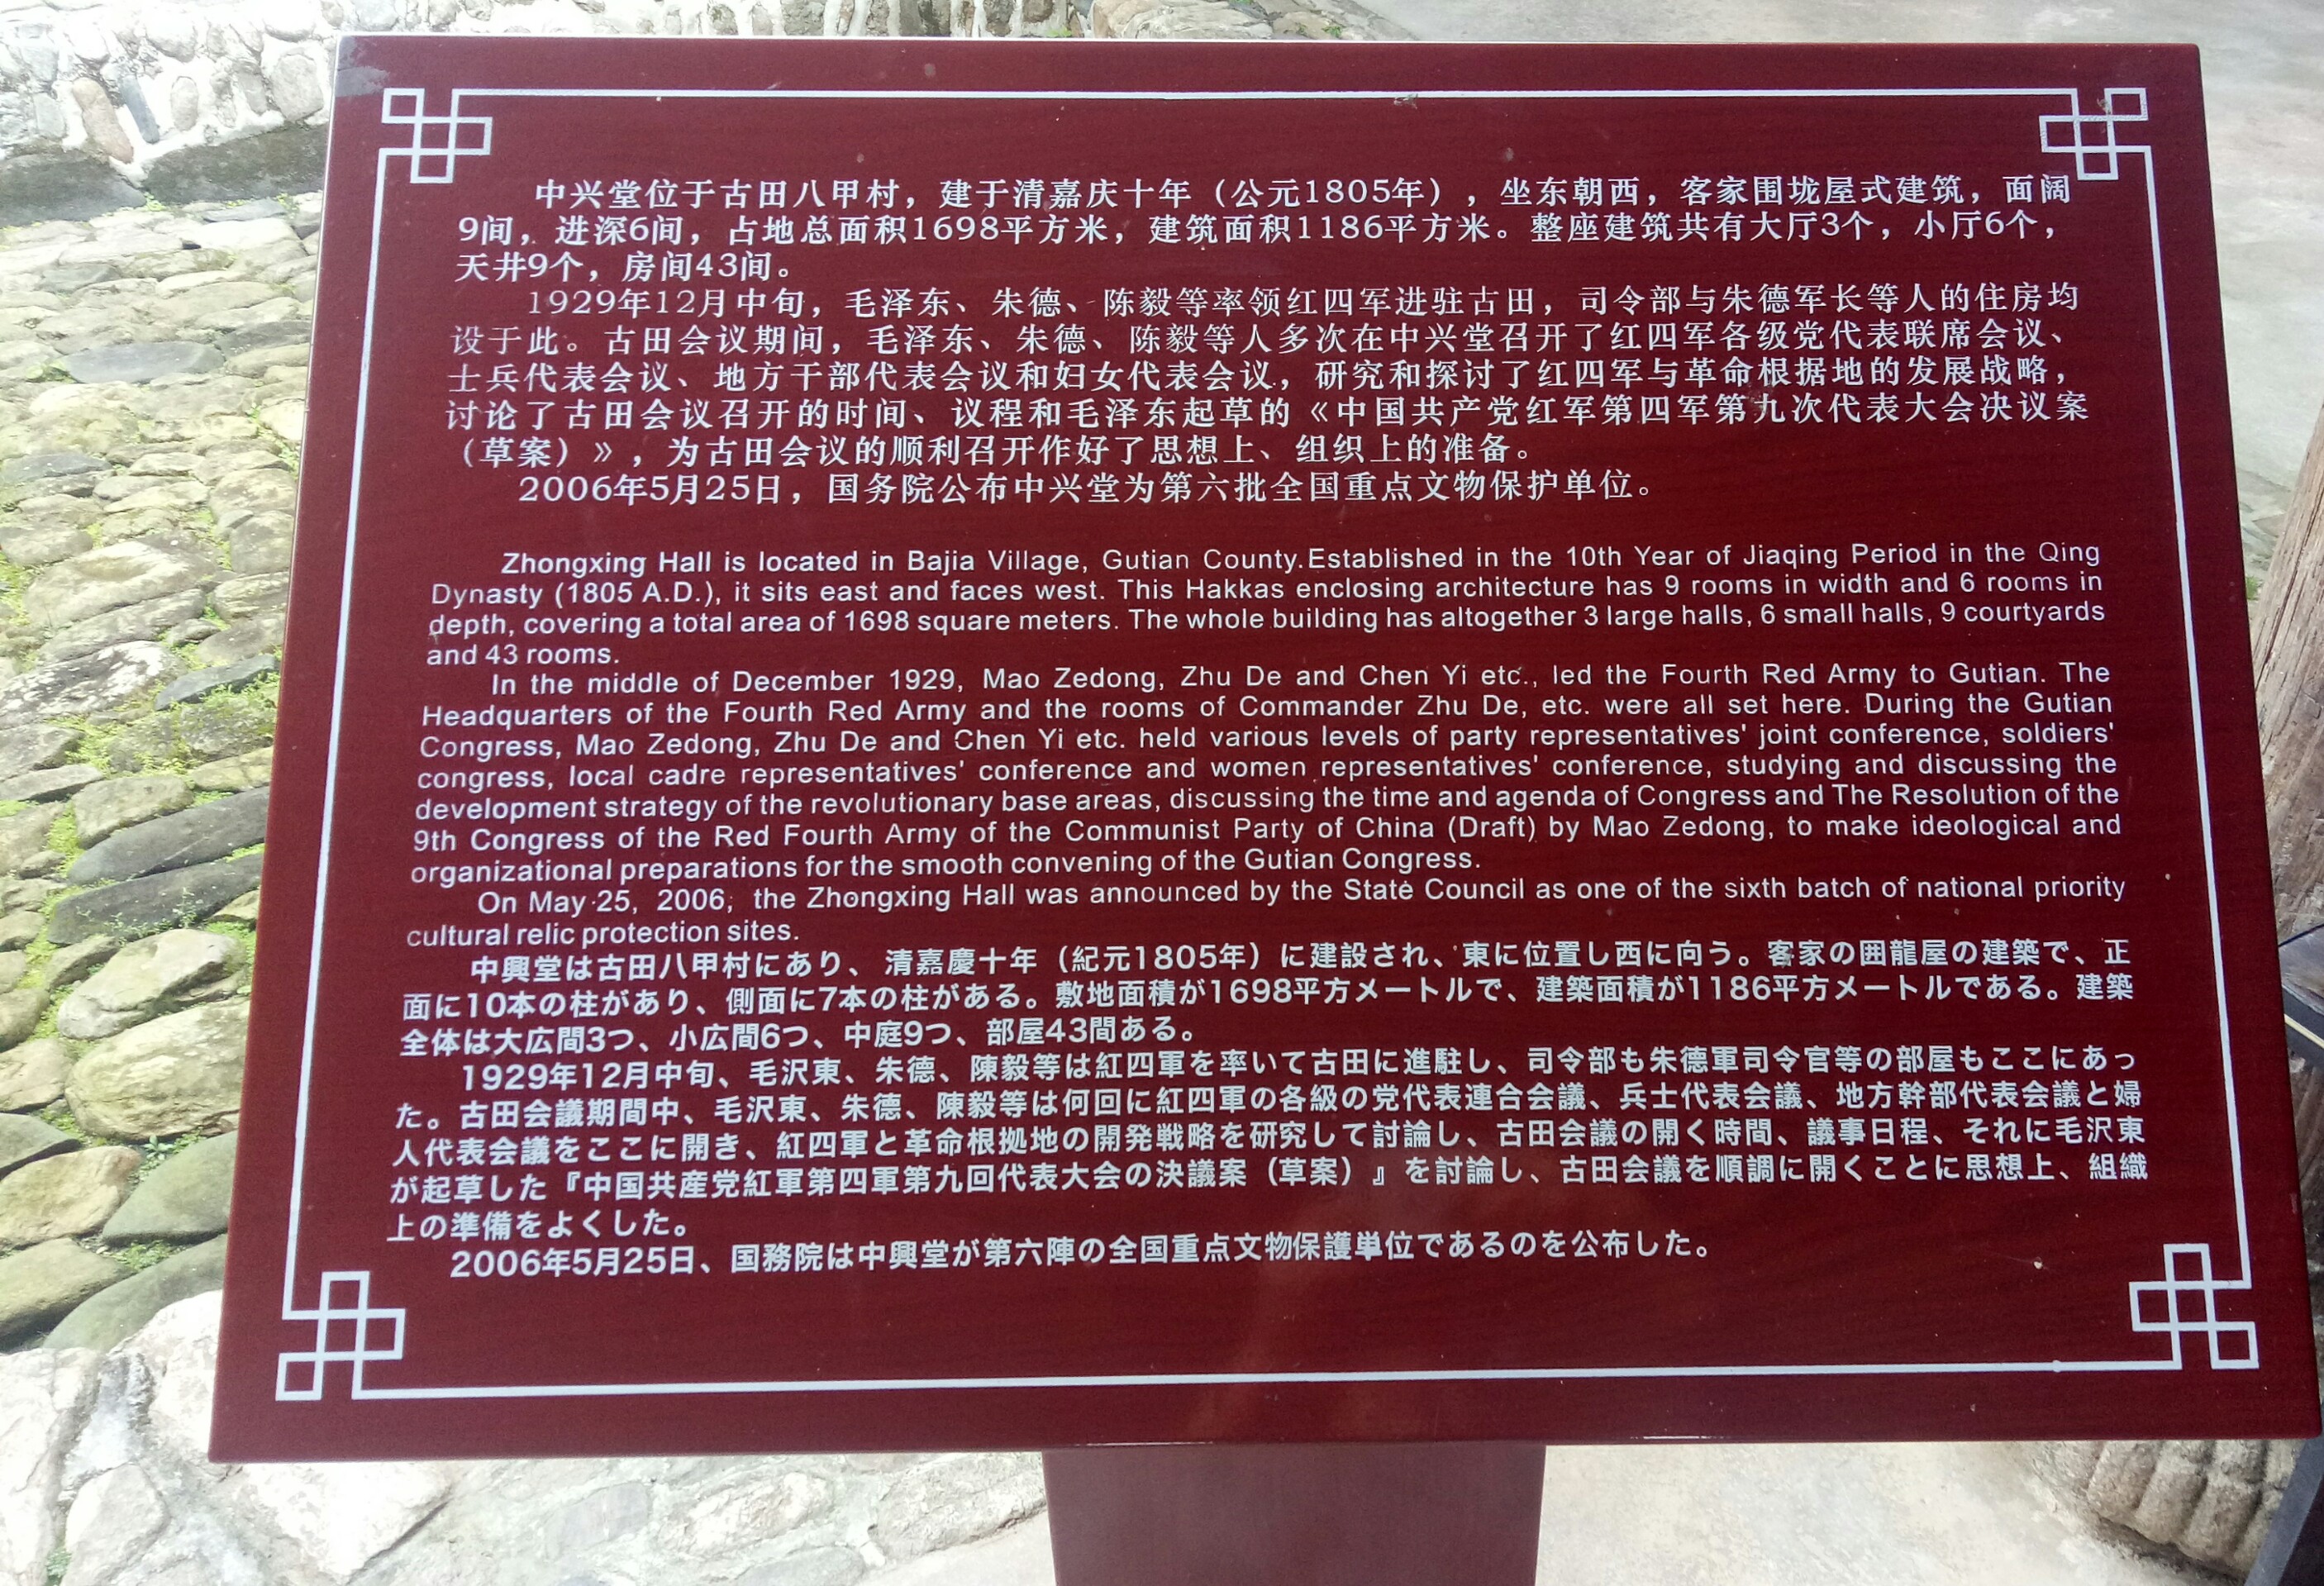 中兴堂位于古田八甲村，建于清嘉庆十年（公元1805年），坐东朝西，客家围垅屋式建筑，面阔
9间，进深6间，占地总面积1698平方米，建筑面积1186平方米。整座建筑共有大厅3个，小厅6个，
天井9个，房间43间。
1929年12月中旬，毛泽东、朱德、陈毅等率领红四军进驻古田，司令部与朱德军长等人的住房均
设于此。古田会议期间，毛泽东、朱德、陈毅等人多次在中兴堂召开了红四军各级党代表联席会议、
士兵代表会议、地方干部代表会议和妇女代表会议，研究和探讨了红四军与革命根据地的发展战略，
讨论了古田会议召开的时间、议程和毛泽东起草的《中国共产党红军第四军第九次代表大会决议案
（草案）》，为古田会议的顺利召开作好了思想上、组织上的准备。
2006年5月25日，国务院公布中兴堂为第六批全国重点文物保护单位。
Zhongxing Hall is located in Bajia Village, Gutian County.Established in the 10th Year of Jiaqing Period in the Qing
Dynasty (1805 A.D.), it sits east and faces west. This Hakkas enclosing architecture has 9 rooms in width and 6 rooms in
depth, covering a total area of 1698 square meters. The whole building has altogether 3 large halls, 6 small halls, 9 courtyards
and 43 rooms.
In the middle of December 1929, Mao Zedong, Zhu De and Chen Yi etc., led the Fourth Red Army to Gutian. The
Headquarters of the Fourth Red Army and the rooms of Commander Zhu De, etc. were all set here. During the Gutian
Congress, Mao Zedong, Zhu De and Chen Yi etc. held various levels of party representatives' joint conference, soldiers'
congress, local cadre representatives' conference and women representatives' conference, studying and discussing the
development strategy of the revolutionary base areas, discussing the time and agenda of Congress and The Resolution of the
9th Congress of the Red Fourth Army of the Communist Party of China (Draft) by Mao Zedong, to make ideological and
organizational preparations for the smooth convening of the Gutian Congress.
On May 25, 2006, the Zhongxing Hall was announced by the State Council as one of the sixth batch of national priority
cultural relic protection sites.
中興堂は古田八甲村にあり、清嘉慶十年（紀元1805年）に建設され、東に位置し西に向う。客家の囲龍屋の建築で、正
面に10本の柱があり、側面に7本の柱がある。敷地面積が1698平方メートルで、建築面積が1186平方メートルである。建築
全体は大広間3つ、小広間6つ、中庭9つ、部屋43間ある。
1929年12月中旬、毛沢東、朱德、陳毅等は紅四軍を率いて古田に進駐し、司令部も朱德軍司令官等の部屋もここにあっ
た。古田会議期間中、毛沢東、朱德、陳毅等は何回に紅四軍の各級の党代表連合会議、兵士代表会議、地方幹部代表会議と婦
人代表会議をここに開き、紅四軍と革命根拠地の開発戦略を研究して討論し、古田会議の開く時間、議事日程、それに毛沢東
が起草した『中国共産党紅軍第四軍第九回代表大会の決議案（草案）』を討論し、古田会議を順調に開くことに思想上、組織
上の準備をよくした。
2006年5月25日、国務院は中興堂が第六陣の全国重点文物保護単位であるのを公布した。